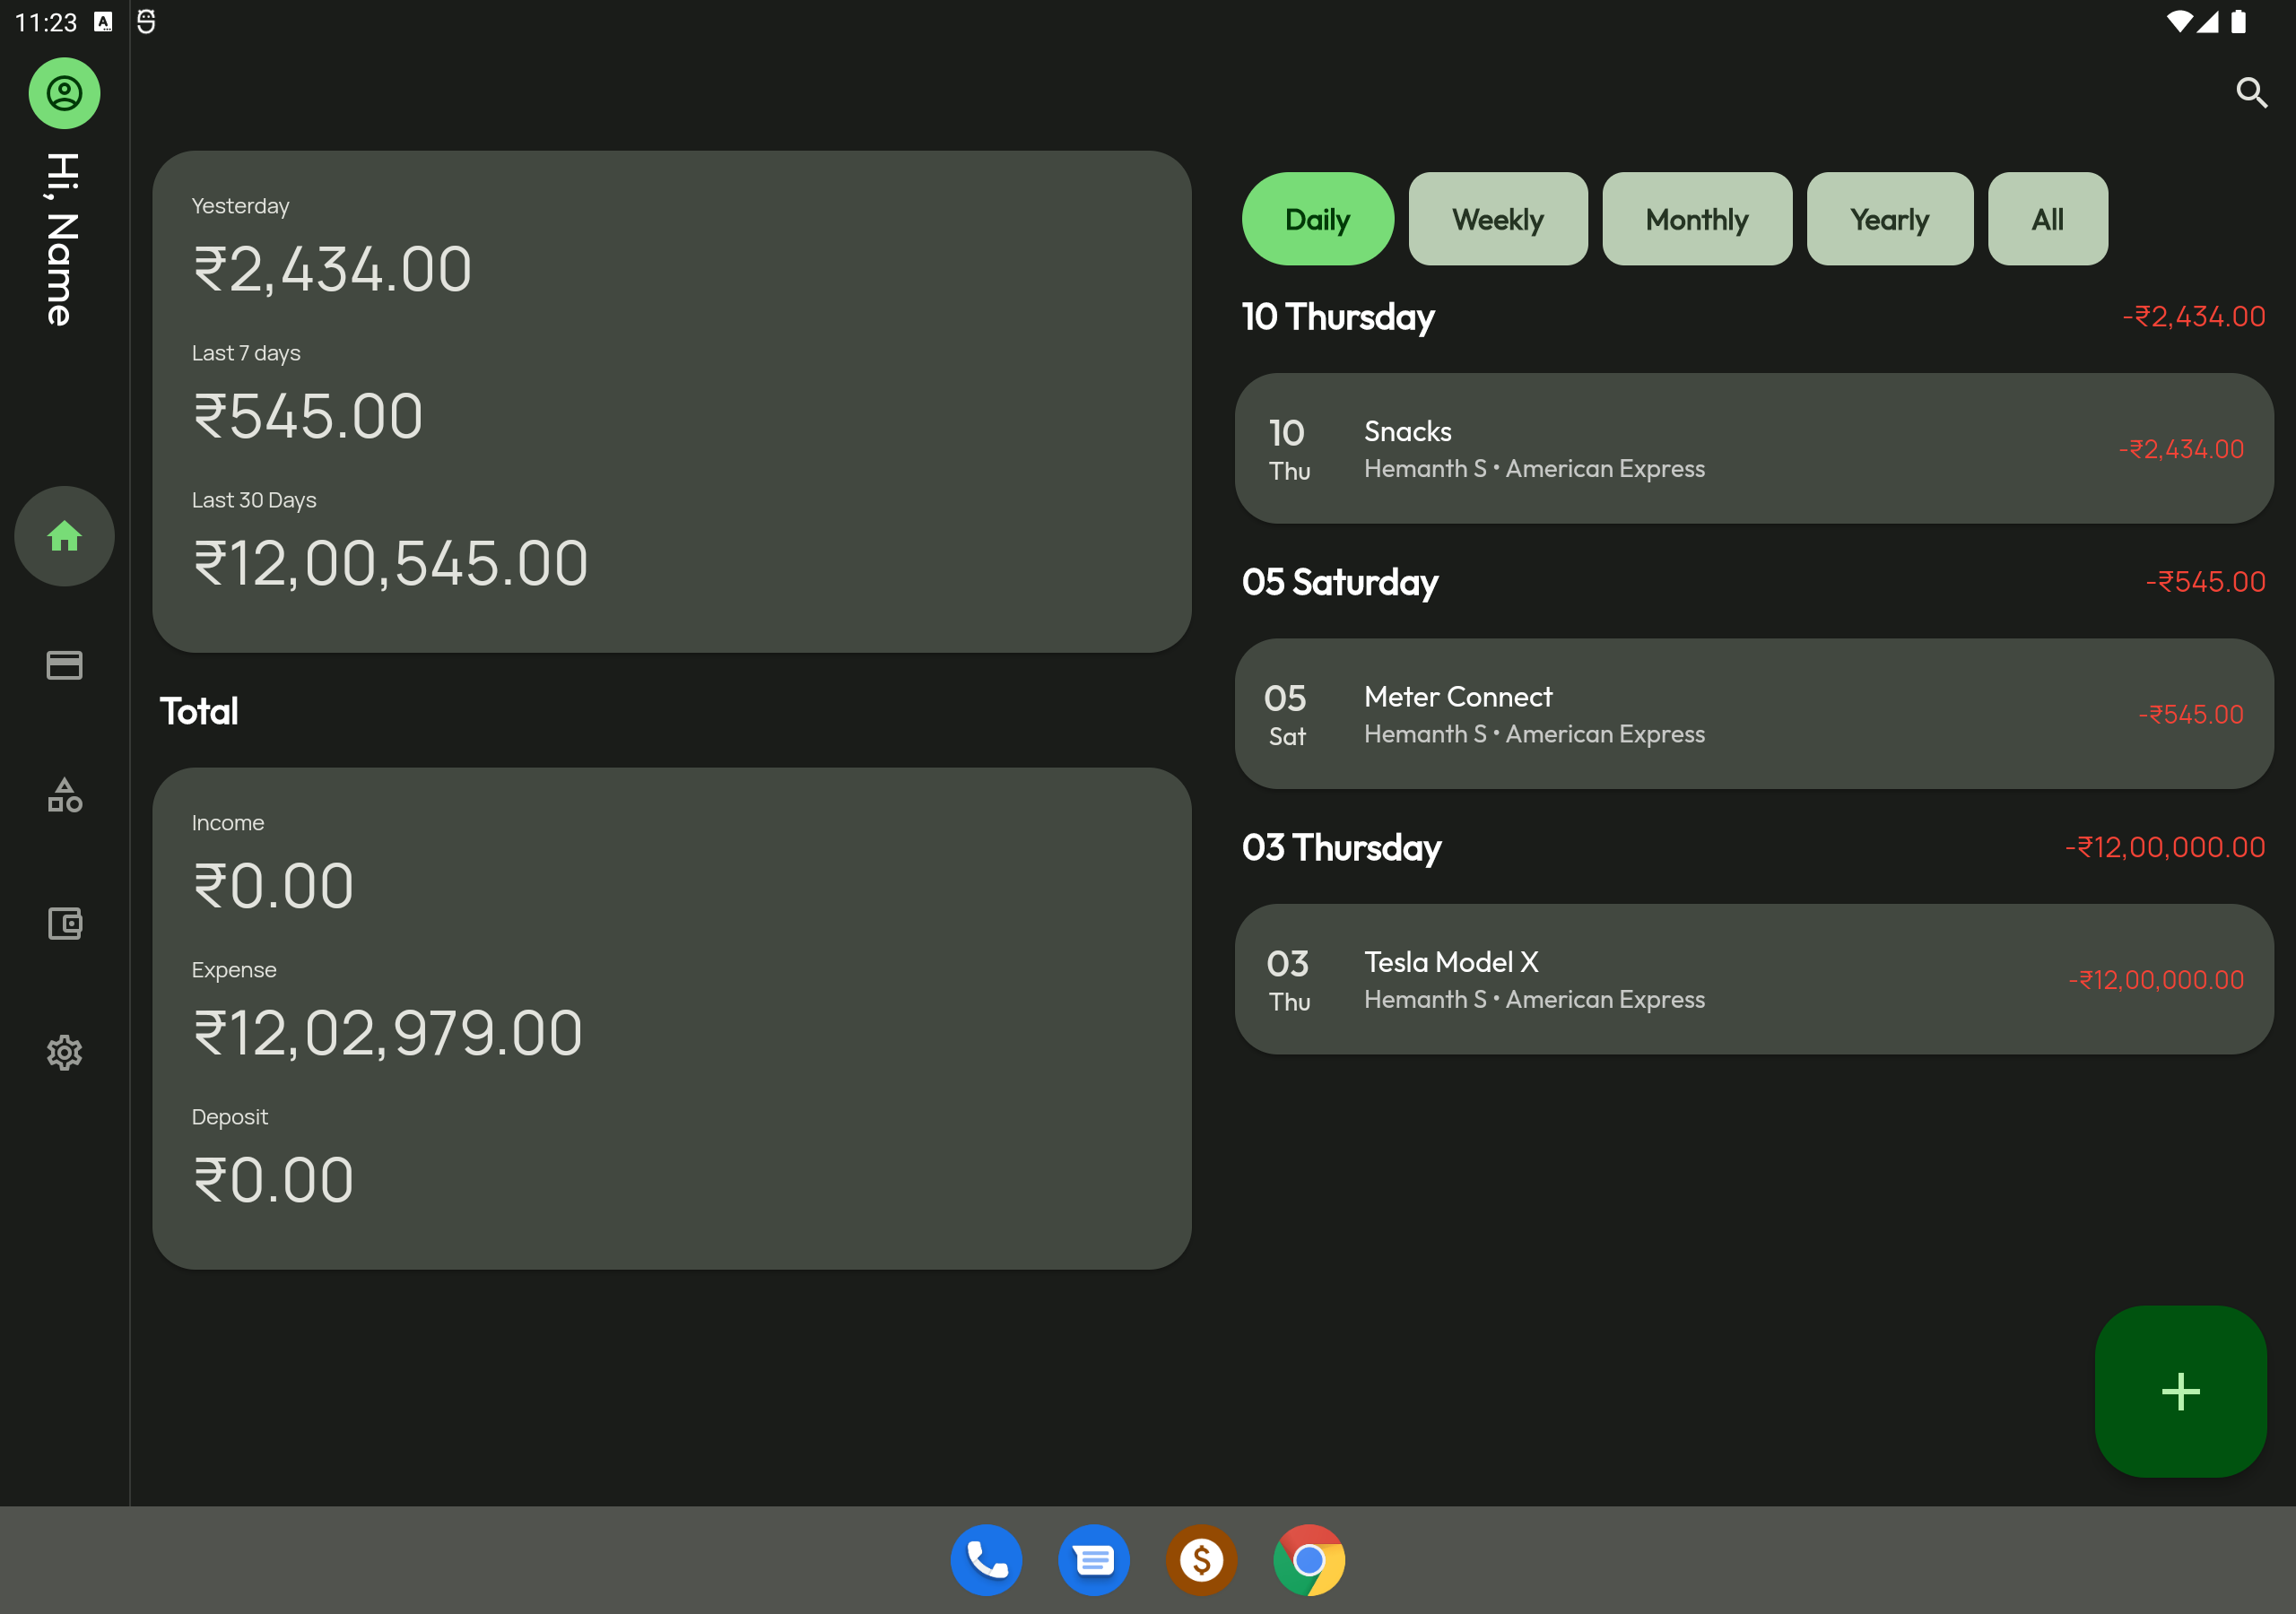 11:23
Hi, Name
Yesterday
₹2,434.00
Last 7 days
₹545.00
Last 30 Days
₹12,00,545.00
Total
Income
₹0.00
Expense
₹12,02,979.00
Deposit
₹0.00
Daily Weekly Monthly Yearly All
10 Thursday -₹2,434.00
10 Thu Snacks
Hemanth S • American Express
-₹2,434.00
05 Saturday -₹545.00
05 Sat Meter Connect
Hemanth S • American Express
-₹545.00
03 Thursday -₹12,00,000.00
03 Thu Tesla Model X
Hemanth S • American Express
-₹12,00,000.00